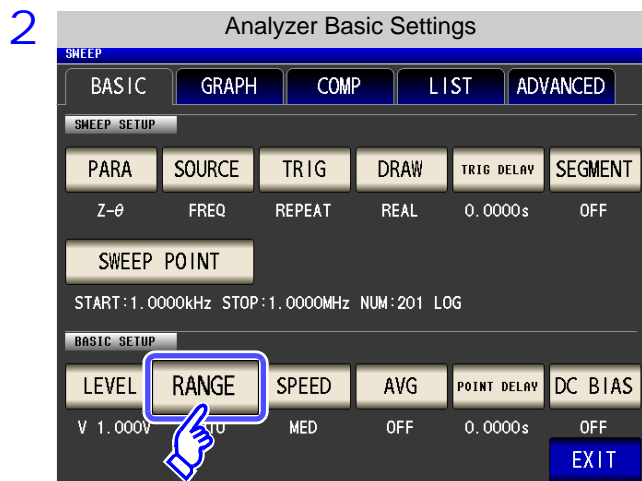 2
Analyzer Basic Settings
SWEEP
BASIC GRAPH COMP LIST ADVANCED
SWEEP SETUP
PARA SOURCE TRIG DRAW TRIG DELAY SEGMENT
Z-θ FREQ REPEAT REAL 0.0000s OFF
SWEEP POINT
START:1.0000kHz STOP:1.0000MHz NUM:201 LOG
BASIC SETUP
LEVEL RANGE SPEED AVG POINT DELAY DC BIAS
V 1.000V MED OFF 0.0000s OFF
EXIT